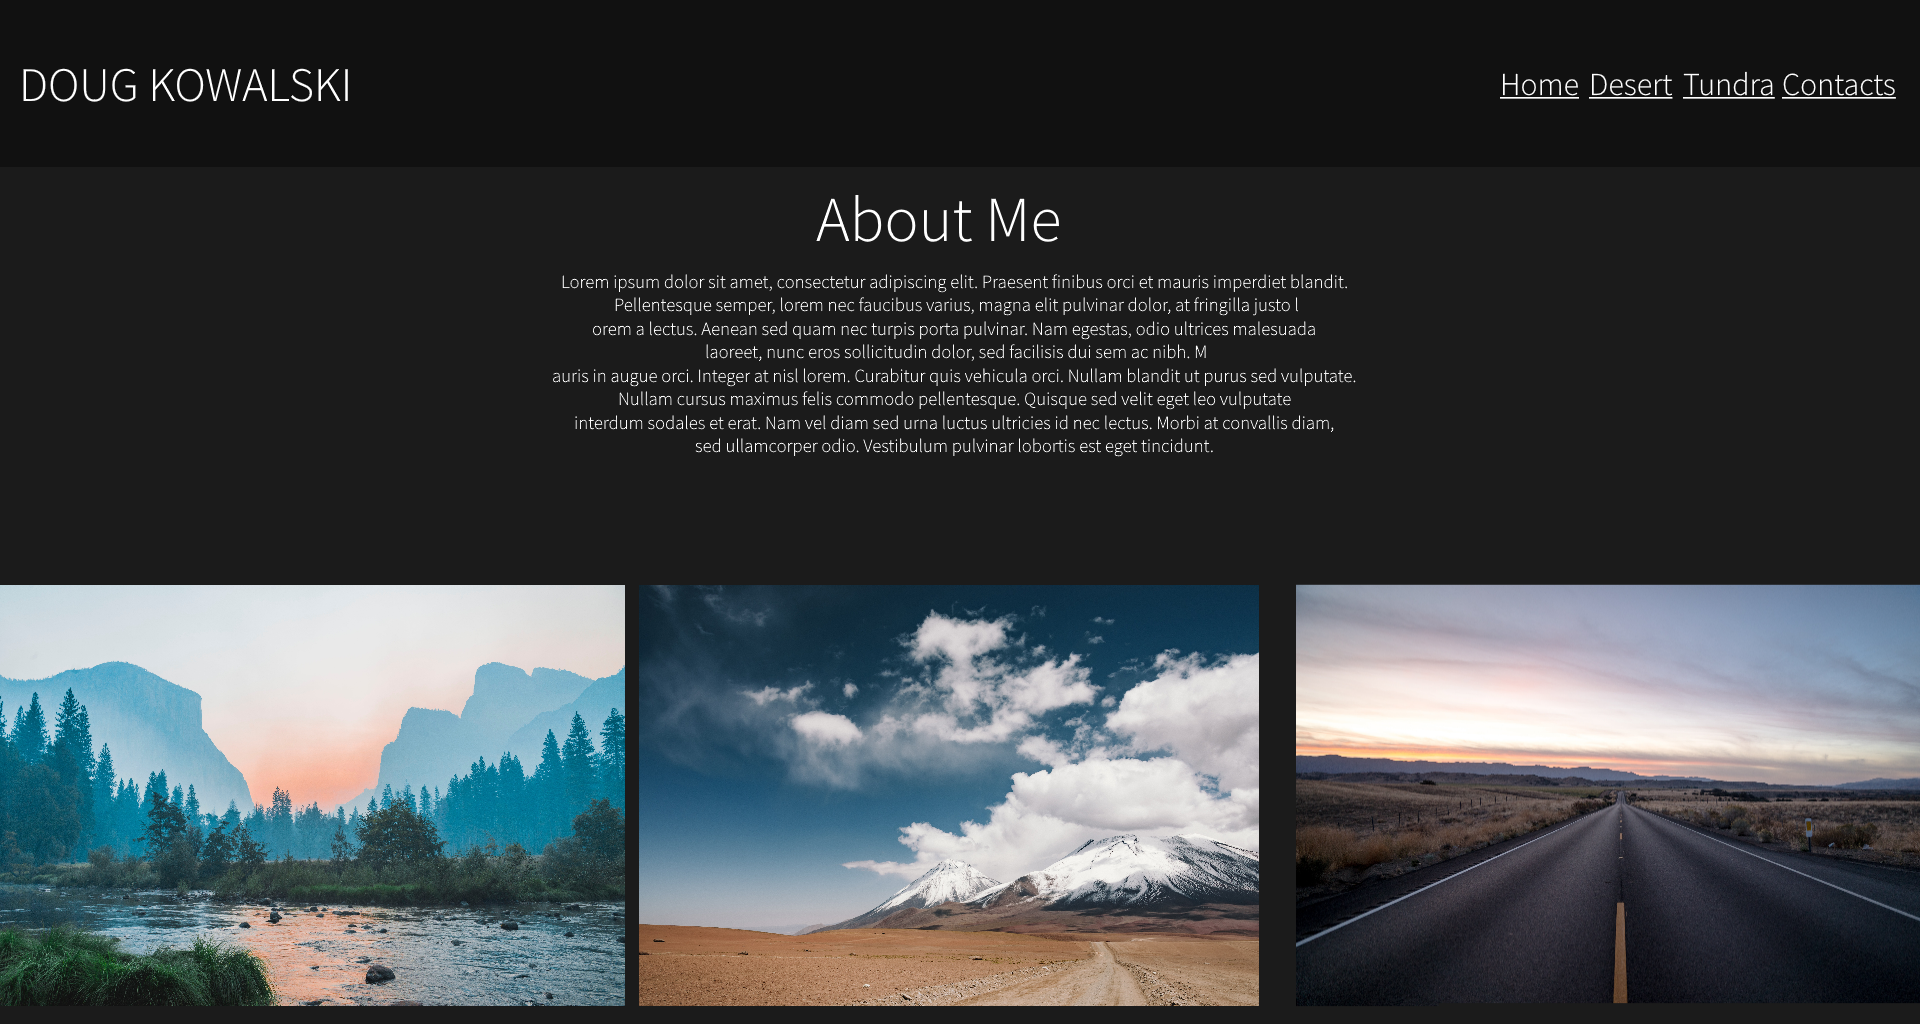 DOUG KOWALSKI
Home Desert Tundra Contacts
About Me
Lorem ipsum dolor sit amet, consectetur adipiscing elit. Praesent finibus orci et mauris imperdiet blandit.
Pellentesque semper, lorem nec faucibus varius, magna elit pulvinar dolor, at fringilla justo l
orem a lectus. Aenean sed quam nec turpis porta pulvinar. Nam egestas, odio ultrices malesuada
laoreet, nunc eros sollicitudin dolor, sed facilisis dui sem ac nibh. M
auris in augue orci. Integer at nisl lorem. Curabitur quis vehicula orci. Nullam blandit ut purus sed vulputate.
Nullam cursus maximus felis commodo pellentesque. Quisque sed velit eget leo vulputate
interdum sodales et erat. Nam vel diam sed urna luctus ultricies id nec lectus. Morbi at convallis diam,
sed ullamcorper odio. Vestibulum pulvinar lobortis est eget tincidunt.